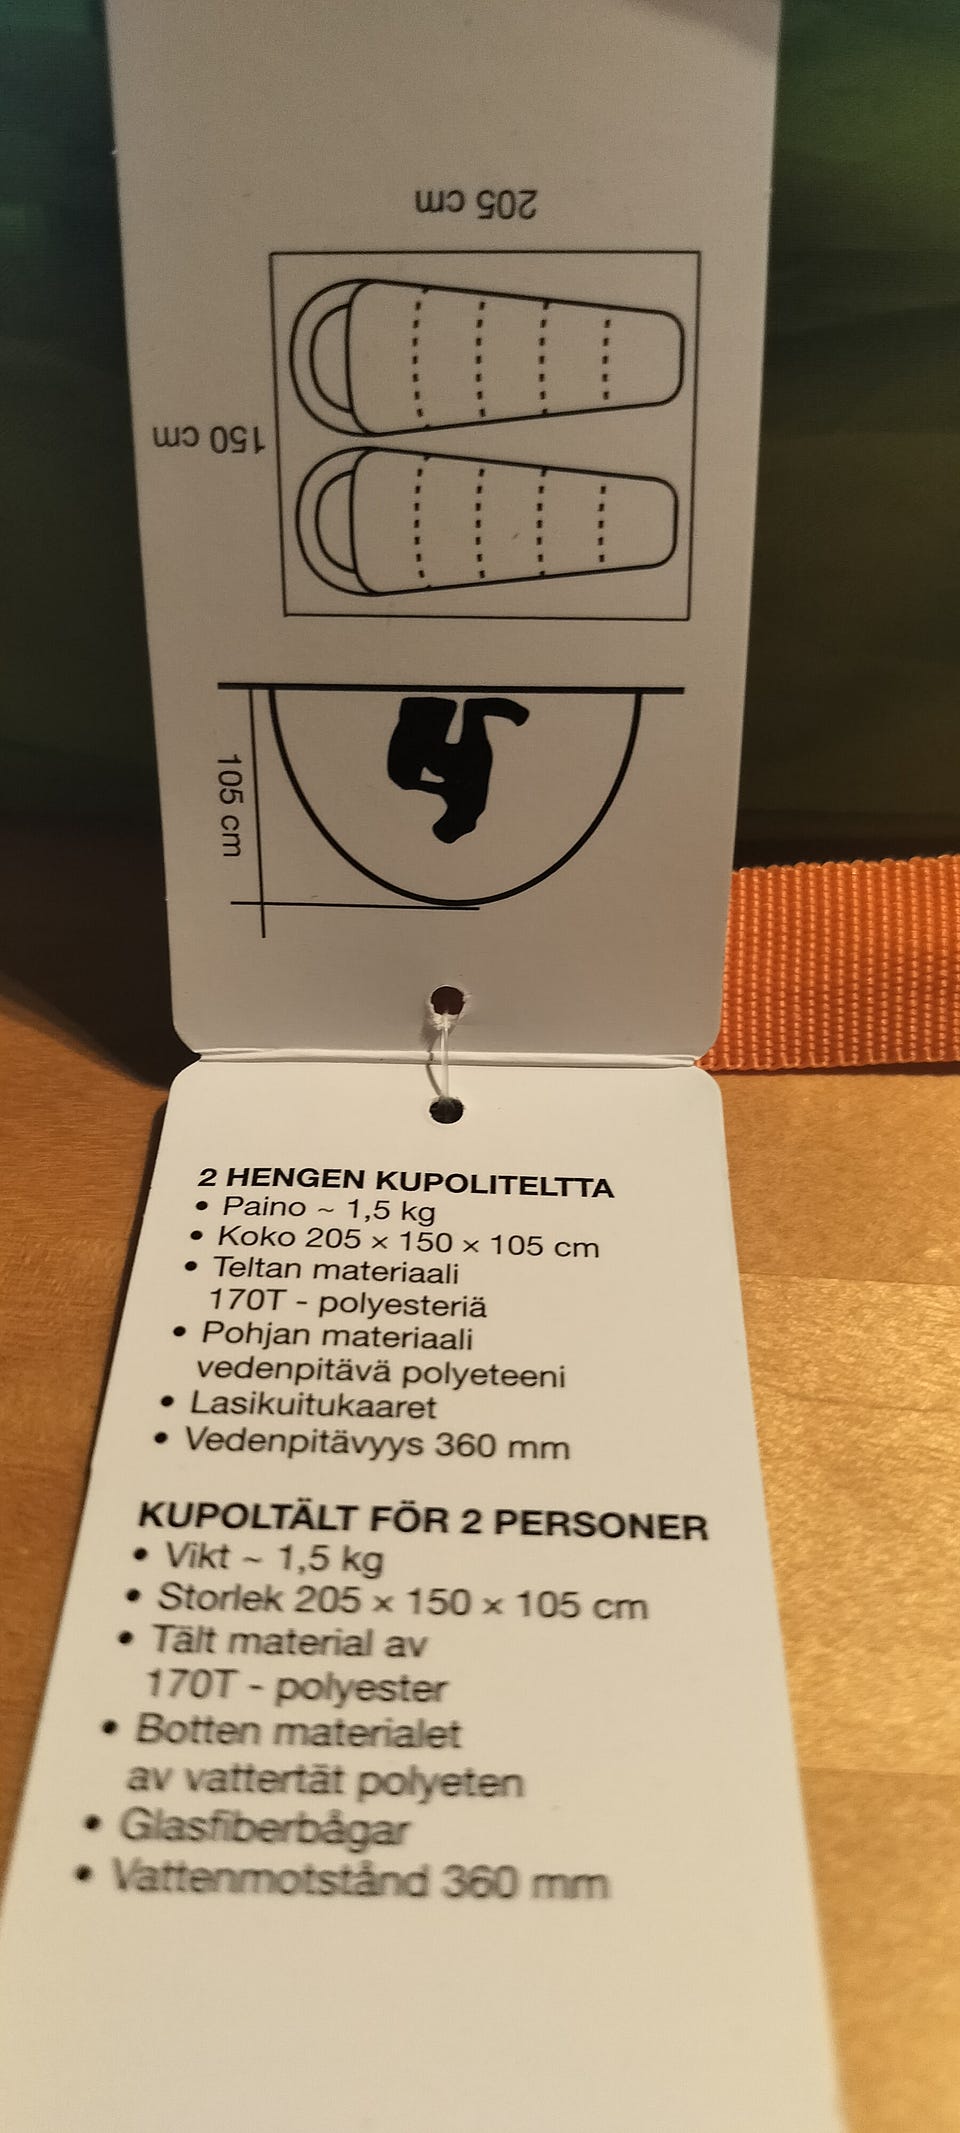 205 cm
150 cm
105 cm
2 HENGEN KUPOLITELTTA
• Paino ~ 1,5 kg
• Koko 205 × 150 × 105 cm
• Teltan materiaali
170T - polyesteriä
• Pohjan materiaali
vedenpitävä polyeteeni
• Lasikuitukaaret
• Vedenpitävyys 360 mm
KUPOLTÄLT FÖR 2 PERSONER
• Vikt ~ 1,5 kg
• Storlek 205 × 150 × 105 cm
• Tält material av
170T - polyester
• Botten materialet
av vattertät polyeten
• Glasfiberbågar
• Vattenmotstånd 360 mm